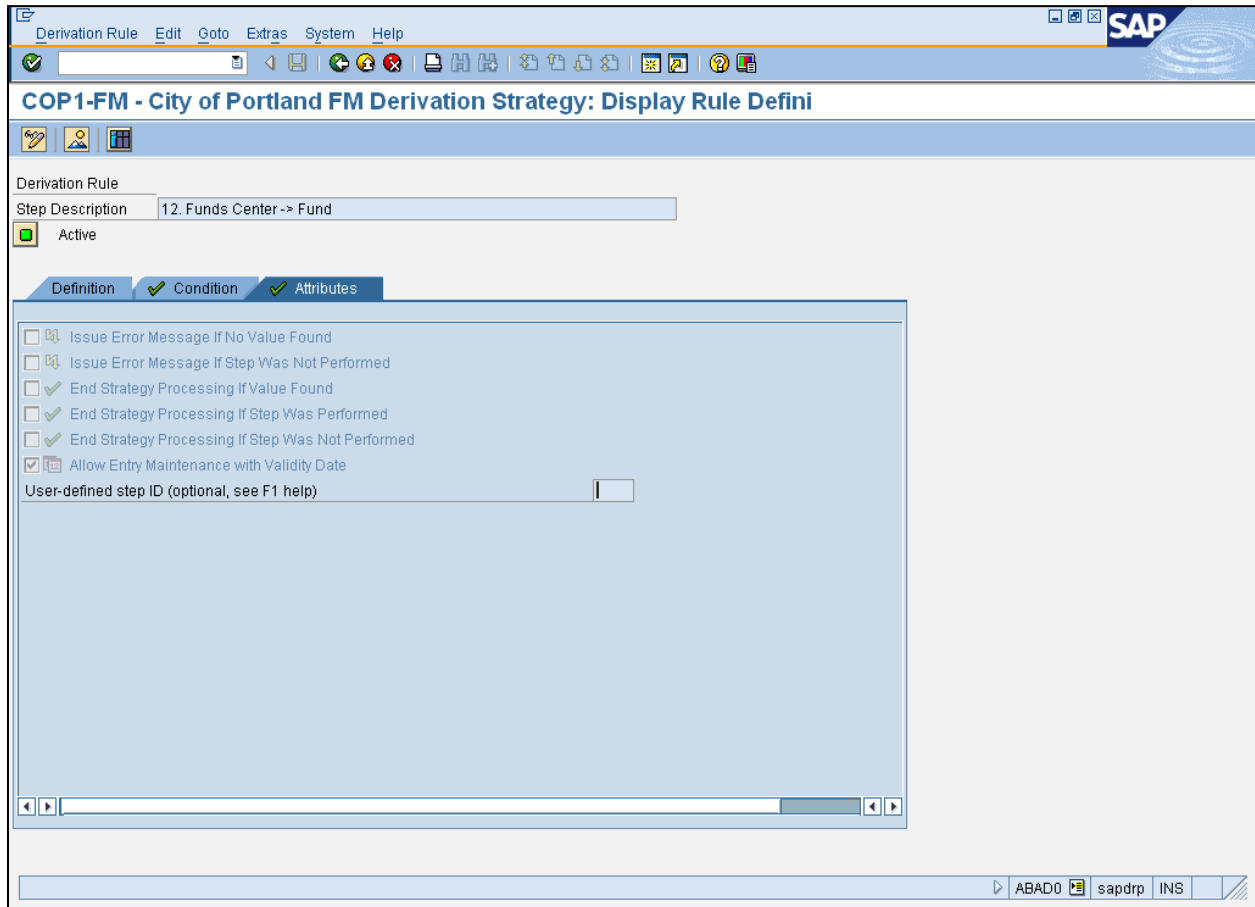 Derivation Rule Edit Goto Extras System Help
SAP
COP1-FM - City of Portland FM Derivation Strategy: Display Rule Defini
Derivation Rule
Step Description 12. Funds Center -> Fund
Active
Definition Condition Attributes
Issue Error Message If No Value Found
Issue Error Message If Step Was Not Performed
End Strategy Processing If Value Found
End Strategy Processing If Step Was Performed
End Strategy Processing If Step Was Not Performed
Allow Entry Maintenance with Validity Date
User-defined step ID (optional, see F1 help)
ABAD0 sapdrp INS